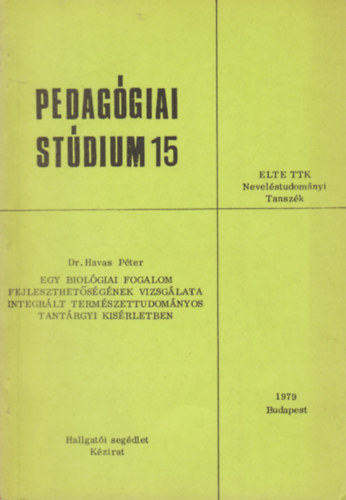 PEDAGÓGIAI
STÚDIUM 15
ELTE TTK
Neveléstudományi
Tanszék
Dr. Havas Péter
EGY BIOLÓGIAI FOGALOM
FEJLESZTHETŐSÉGÉNEK VIZSGÁLATA
INTEGRÁLT TERMÉSZETTUDOMÁNYOS
TANTÁRGYI KISÉRLETBEN
1979
Budapest
Hallgatói segédlet
Kézirat